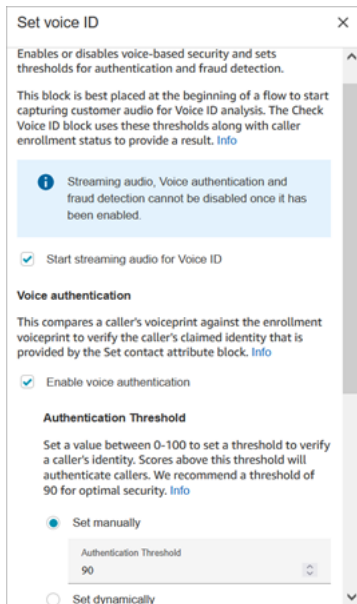 Set voice ID
Enables or disables voice-based security and sets
thresholds for authentication and fraud detection.
This block is best placed at the beginning of a flow to start
capturing customer audio for Voice ID analysis. The Check
Voice ID block uses these thresholds along with caller
enrollment status to provide a result. Info
Streaming audio, Voice authentication and
fraud detection cannot be disabled once it has
been enabled.
Start streaming audio for Voice ID
Voice authentication
This compares a caller's voiceprint against the enrollment
voiceprint to verify the caller's claimed identity that is
provided by the Set contact attribute block. Info
Enable voice authentication
Authentication Threshold
Set a value between 0-100 to set a threshold to verify
a caller's identity. Scores above this threshold will
authenticate callers. We recommend a threshold of
90 for optimal security. Info
Set manually
Authentication Threshold
90
Set dynamically